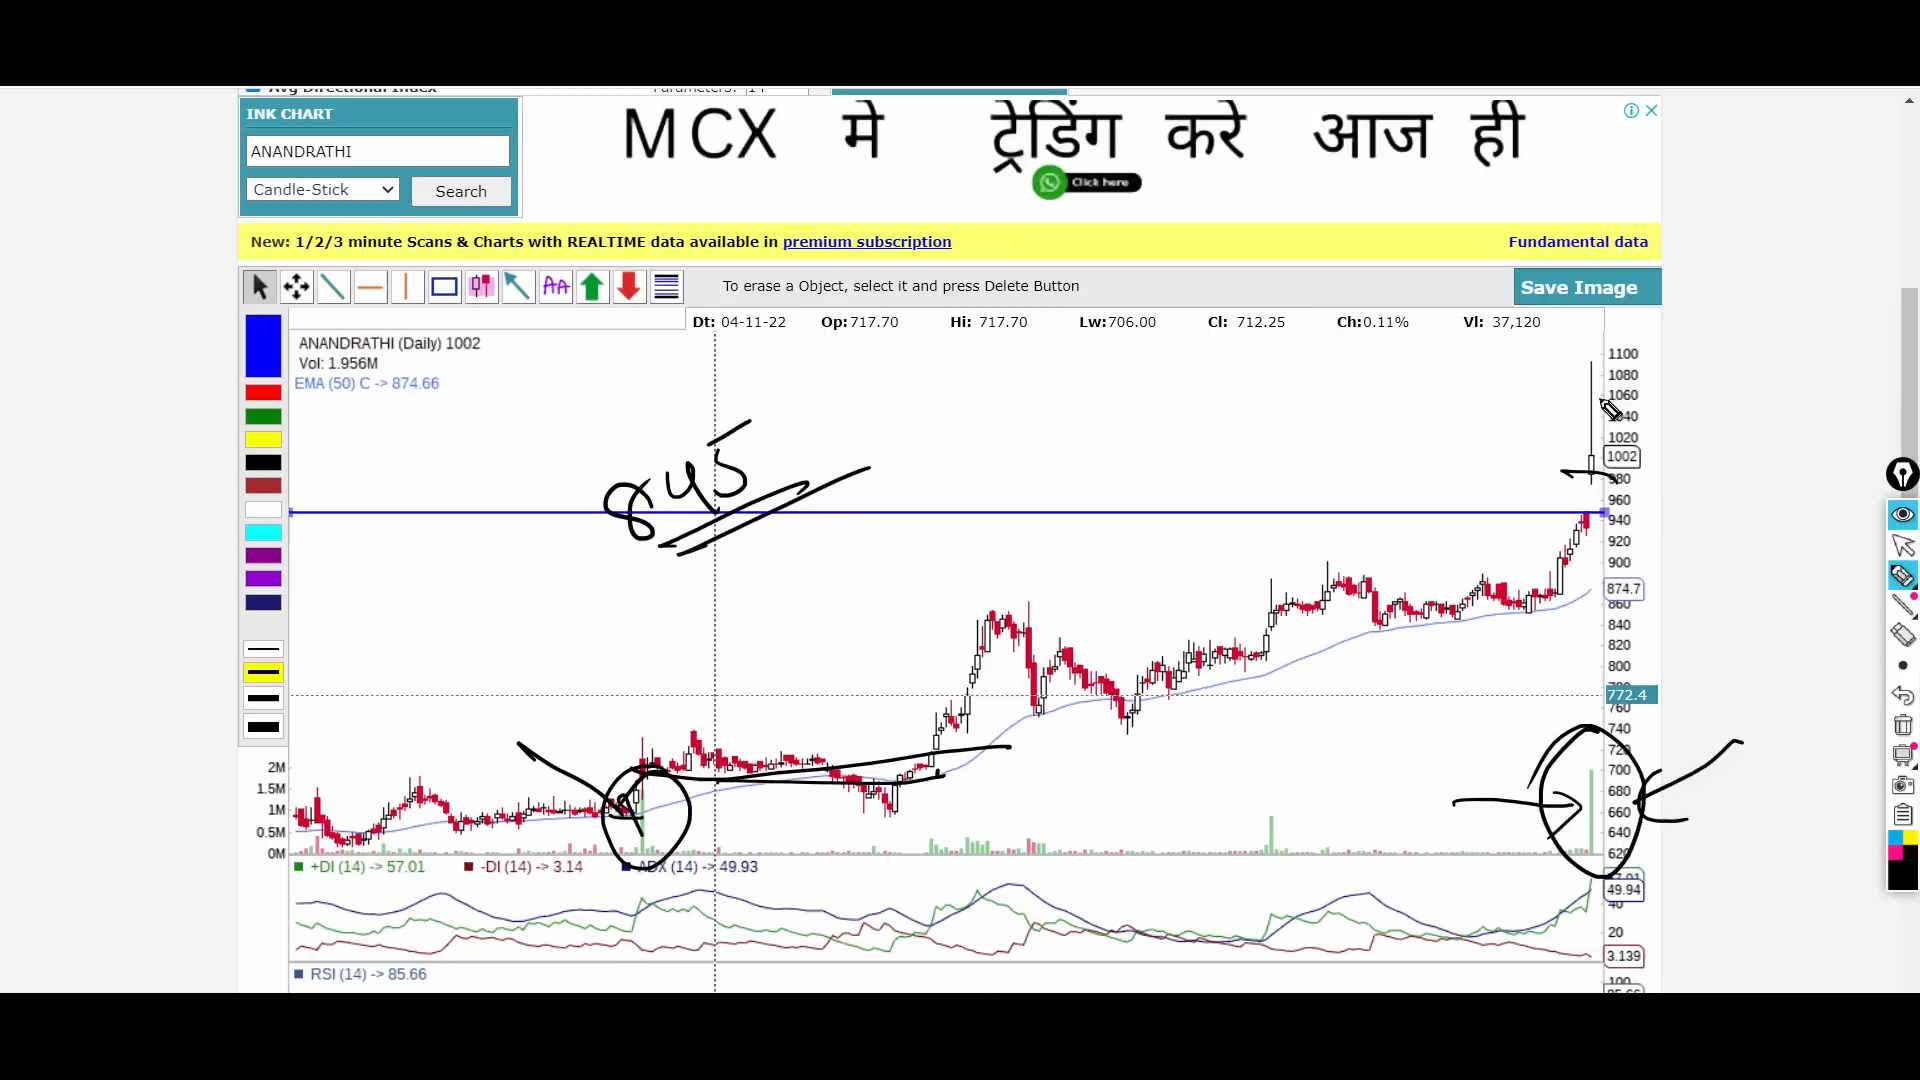 INK CHART
ANANDRATHI
Candle-Stick
Search
MCX मे ट्रेडिंग करे आज ही
Click here
New: 1/2/3 minute Scans & Charts with REALTIME data available in premium subscription
Fundamental data
To erase a Object, select it and press Delete Button
Save Image
Dt: 04-11-22 Op:717.70 Hi: 717.70 Lw:706.00 Cl: 712.25 Ch:0.11% Vl: 37,120
ANANDRATHI (Daily) 1002
Vol: 1.956M
EMA (50) C -> 874.66
845
1100
1080
1060
1020
1002
980
960
940
920
900
874.7
860
840
820
800
772.4
760
740
720
700
680
660
640
2M
1.5M
1M
0.5M
0M
+DI (14) -> 57.01
-DI (14) -> 3.14
ADX (14) -> 49.93
49.94
40
20
3.139
RSI (14) -> 85.66